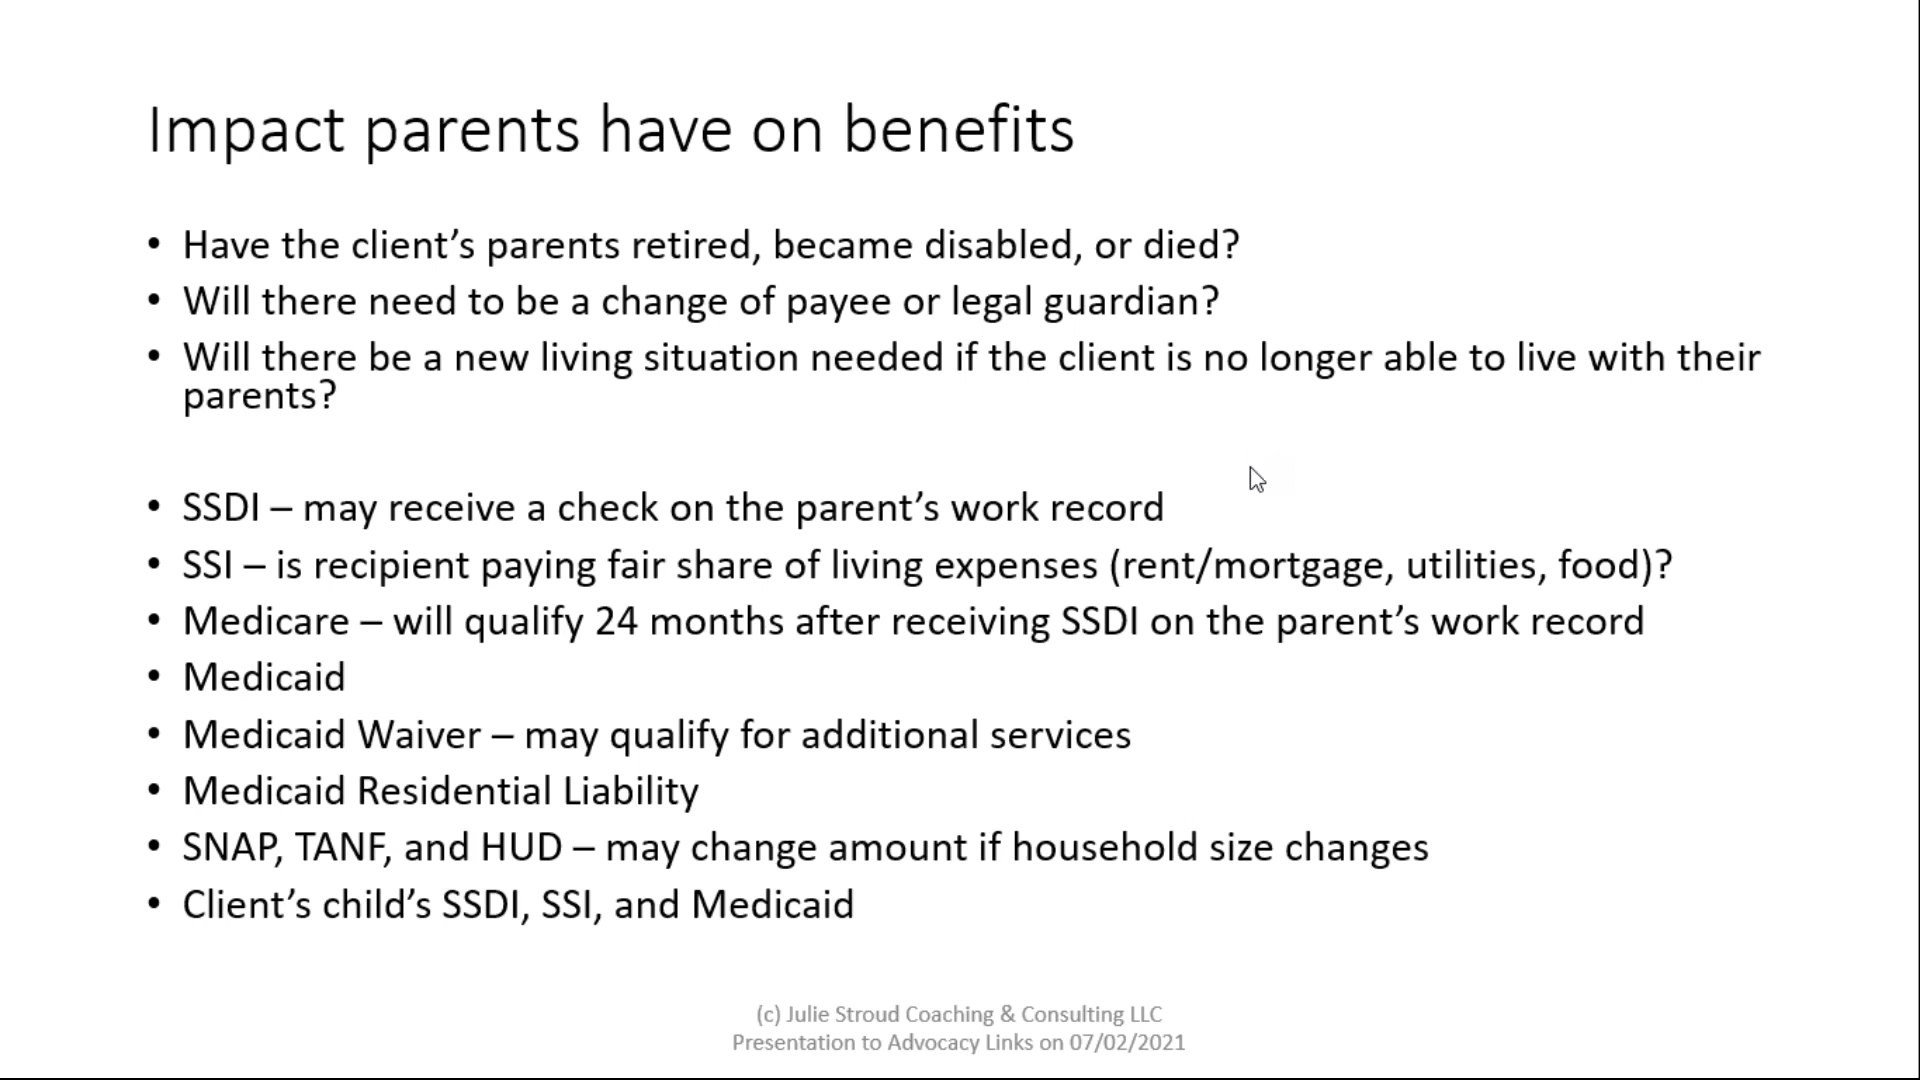 Impact parents have on benefits
• Have the client’s parents retired, became disabled, or died?
• Will there need to be a change of payee or legal guardian?
• Will there be a new living situation needed if the client is no longer able to live with their
parents?
• SSDI – may receive a check on the parent’s work record
• SSI – is recipient paying fair share of living expenses (rent/mortgage, utilities, food)?
• Medicare – will qualify 24 months after receiving SSDI on the parent’s work record
• Medicaid
• Medicaid Waiver – may qualify for additional services
• Medicaid Residential Liability
• SNAP, TANF, and HUD – may change amount if household size changes
• Client’s child’s SSDI, SSI, and Medicaid
(c) Julie Stroud Coaching & Consulting LLC
Presentation to Advocacy Links on 07/02/2021